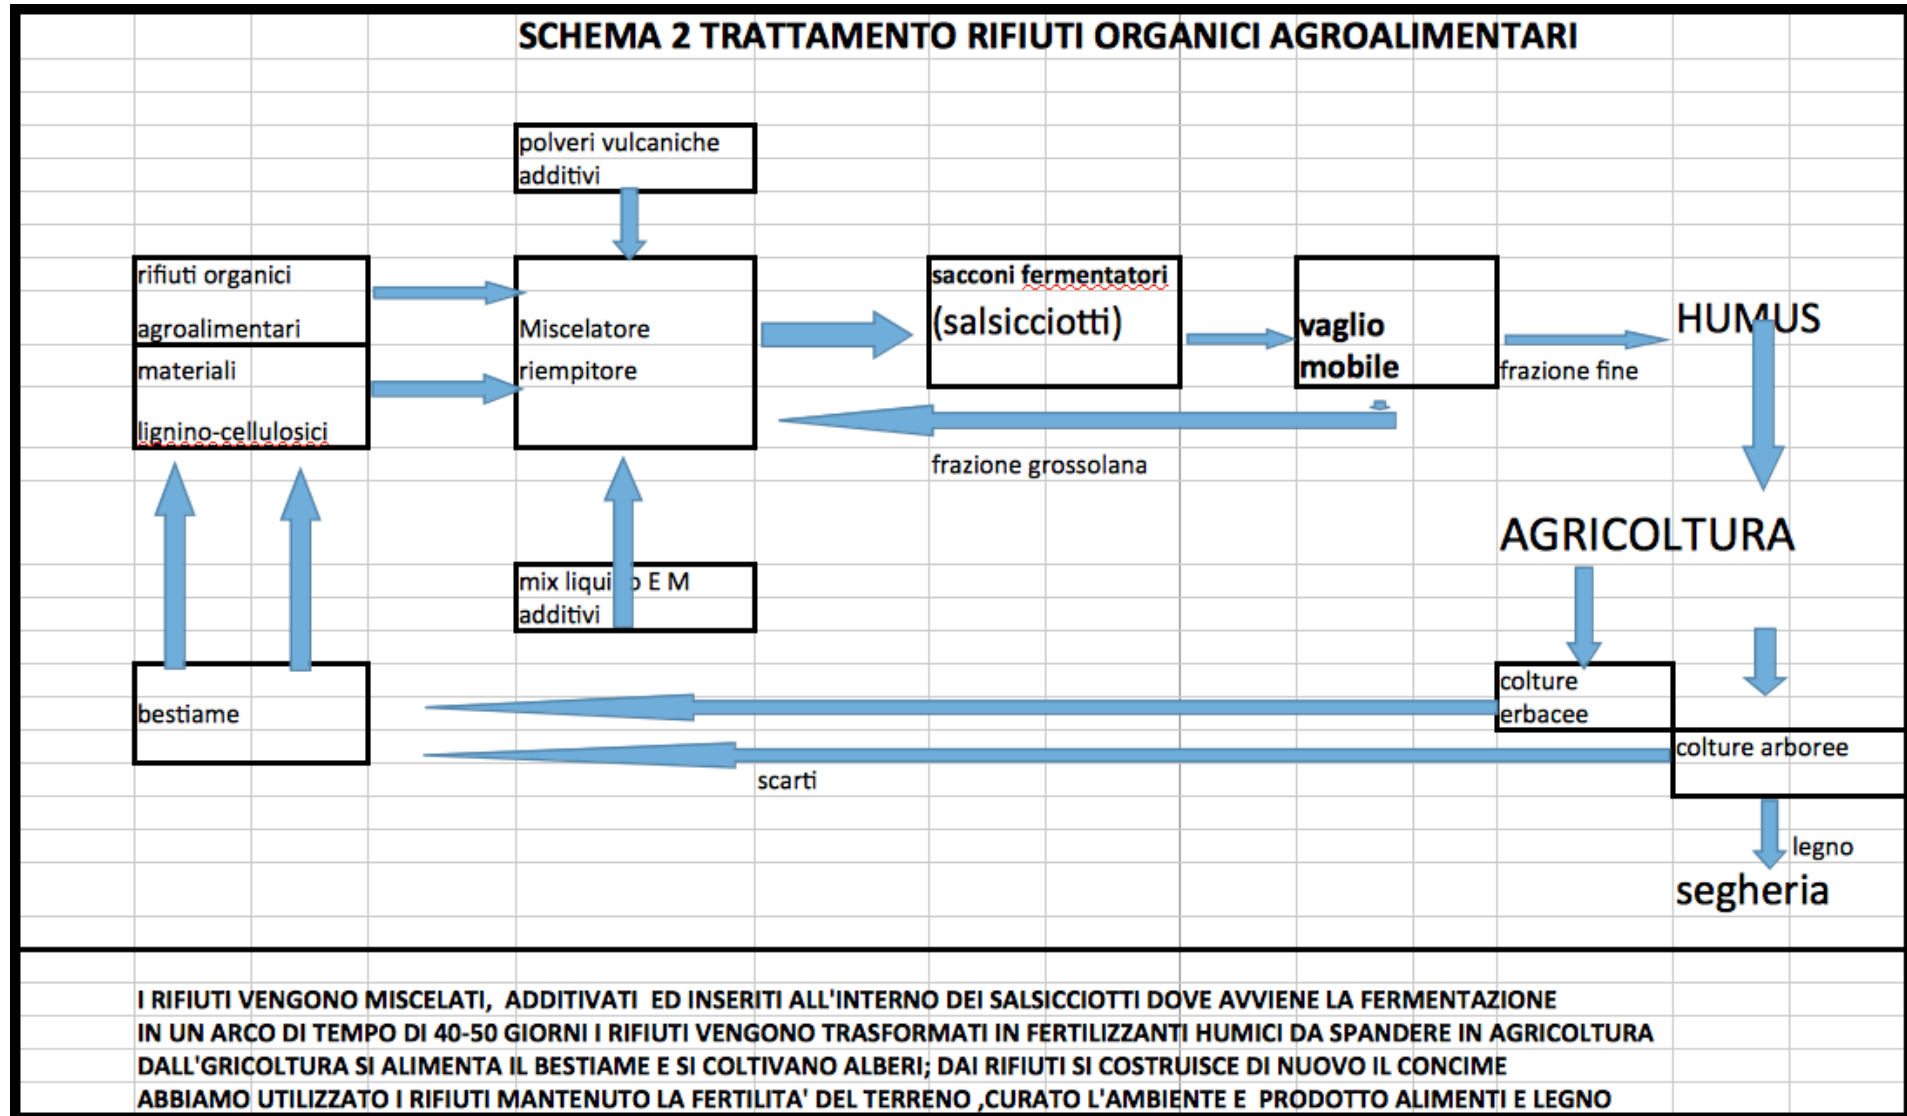 SCHEMA 2 TRATTAMENTO RIFIUTI ORGANICI AGROALIMENTARI
polveri vulcaniche
additivi
rifiuti organici
agroalimentari
materiali
lignino-cellulosici
Miscelatore
riempitore
sacconi fermentatori
(salsicciotti)
vaglio
mobile
HUMUS
frazione fine
frazione grossolana
AGRICOLTURA
mix liquido E M
additivi
bestiame
colture
erbacee
colture arboree
scarti
legno
segheria
I RIFIUTI VENGONO MISCELATI, ADDITIVATI ED INSERITI ALL'INTERNO DEI SALSICCIOTTI DOVE AVVIENE LA FERMENTAZIONE
IN UN ARCO DI TEMPO DI 40-50 GIORNI I RIFIUTI VENGONO TRASFORMATI IN FERTILIZZANTI HUMICI DA SPANDERE IN AGRICOLTURA
DALL'GRICOLTURA SI ALIMENTA IL BESTIAME E SI COLTIVANO ALBERI; DAI RIFIUTI SI COSTRUISCE DI NUOVO IL CONCIME
ABBIAMO UTILIZZATO I RIFIUTI MANTENUTO LA FERTILITA' DEL TERRENO ,CURATO L'AMBIENTE E PRODOTTO ALIMENTI E LEGNO